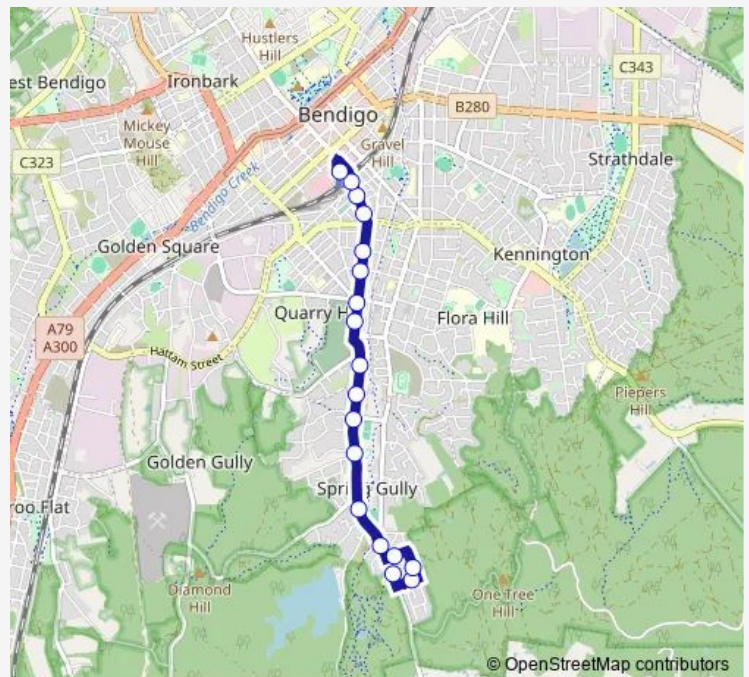 Hustlers
Hill
est Bendigo
Ironbark
C343
Bendigo
B280
Mickey
Mouse
Hill
Gravel
Hill
C323
Strathdale
Bendigo Creek
Golden Square
Kennington
Quarry H
Flora Hill
A79
A300
Hattam Street
Piepers
Hill
Golden Gully
Spring Gully
roo Flat
Diamond
Hill
One Tree
Hill
© OpenStreetMap contributors